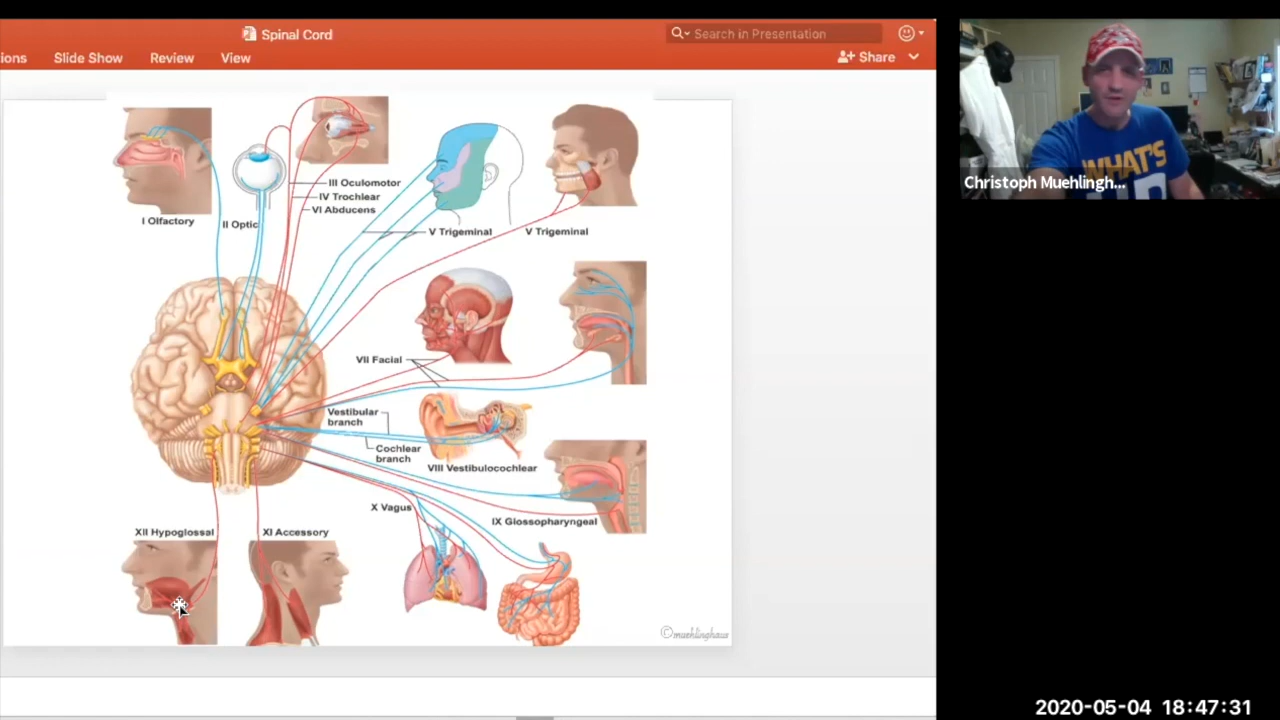 Spinal Cord
Search in Presentation
ions Slide Show Review View
Share
WHAT'S
Christoph Muehlingh...
III Oculomotor
IV Trochlear
VI Abducens
I Olfactory
II Optic
V Trigeminal
V Trigeminal
VII Facial
Vestibular
branch
Cochlear
branch
VIII Vestibulocochlear
X Vagus
IX Glossopharyngeal
XII Hypoglossal
XI Accessory
©muehlinghaus
2020-05-04 18:47:31